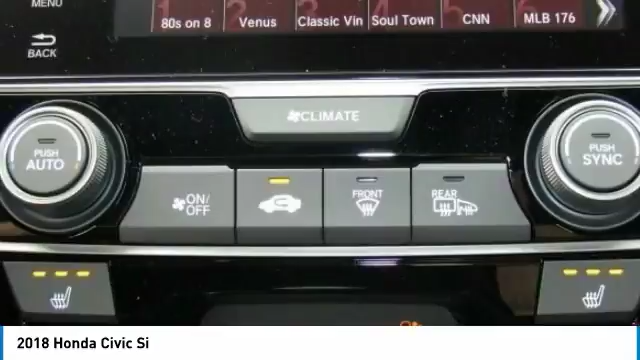 MENU
BACK
1 2 3 4 5 6
80s on 8 Venus Classic Vin Soul Town CNN MLB 176
CLIMATE
PUSH
AUTO
ON/
OFF
FRONT
REAR
PUSH
SYNC
2018 Honda Civic Si